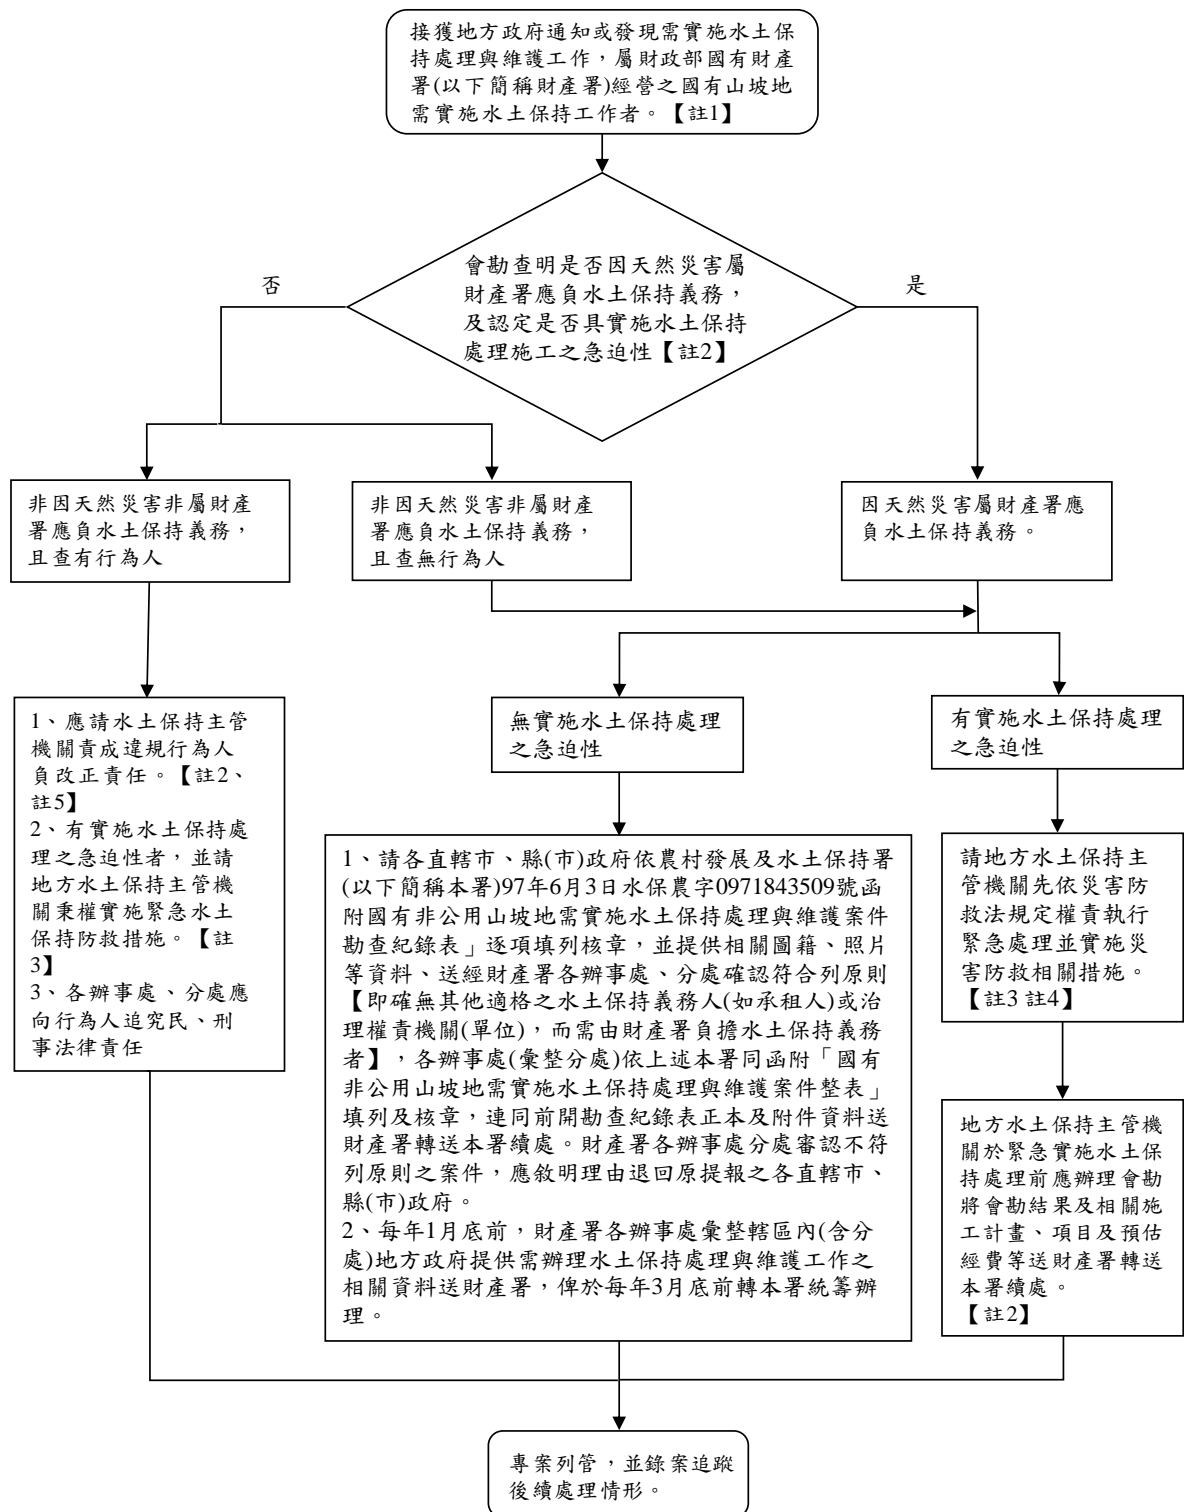 接獲地方政府通知或發現需實施水土保
持處理與維護工作，屬財政部國有財產
署(以下簡稱財產署)經營之國有山坡地
需實施水土保持工作者。【註1】
會勘查明是否因天然災害屬
財產署應負水土保持義務，
及認定是否具實施水土保持
處理施工之急迫性【註2】
否
是
非因天然災害非屬財產
署應負水土保持義務，
且查有行為人
非因天然災害非屬財產
署應負水土保持義務，
且查無行為人
因天然災害屬財產署應
負水土保持義務。
1、應請水土保持主管
機關責成違規行為人
負改正責任。【註2、
註5】
2、有實施水土保持處
理之急迫性者，並請
地方水土保持主管機
關秉權實施緊急水土
保持防救措施。【註
3】
3、各辦事處、分處應
向行為人追究民、刑
事法律責任
無實施水土保持處理
之急迫性
有實施水土保持處理
之急迫性
1、請各直轄市、縣(市)政府依農村發展及水土保持署
(以下簡稱本署)97年6月3日水保農字0971843509號函
附國有非公用山坡地需實施水土保持處理與維護案件
勘查紀錄表」逐項填列核章，並提供相關圖籍、照片
等資料、送經財產署各辦事處、分處確認符合列原則
【即確無其他適格之水土保持義務人(如承租人)或治
理權責機關(單位)，而需由財產署負擔水土保持義務
者】，各辦事處(彙整分處)依上述本署同函附「國有
非公用山坡地需實施水土保持處理與維護案件整表」
填列及核章，連同前開勘查紀錄表正本及附件資料送
財產署轉送本署續處。財產署各辦事處分處審認不符
列原則之案件，應敘明理由退回原提報之各直轄市、
縣(市)政府。
2、每年1月底前，財產署各辦事處彙整轄區內(含分
處)地方政府提供需辦理水土保持處理與維護工作之
相關資料送財產署，俾於每年3月底前轉本署統籌辦
理。
請地方水土保持主
管機關先依災害防
救法規定權責執行
緊急處理並實施災
害防救相關措施。
【註3 註4】
地方水土保持主管機
關於緊急實施水土保
持處理前應辦理會勘
將會勘結果及相關施
工計畫、項目及預估
經費等送財產署轉送
本署續處。
【註2】
專案列管，並錄案追蹤
後續處理情形。